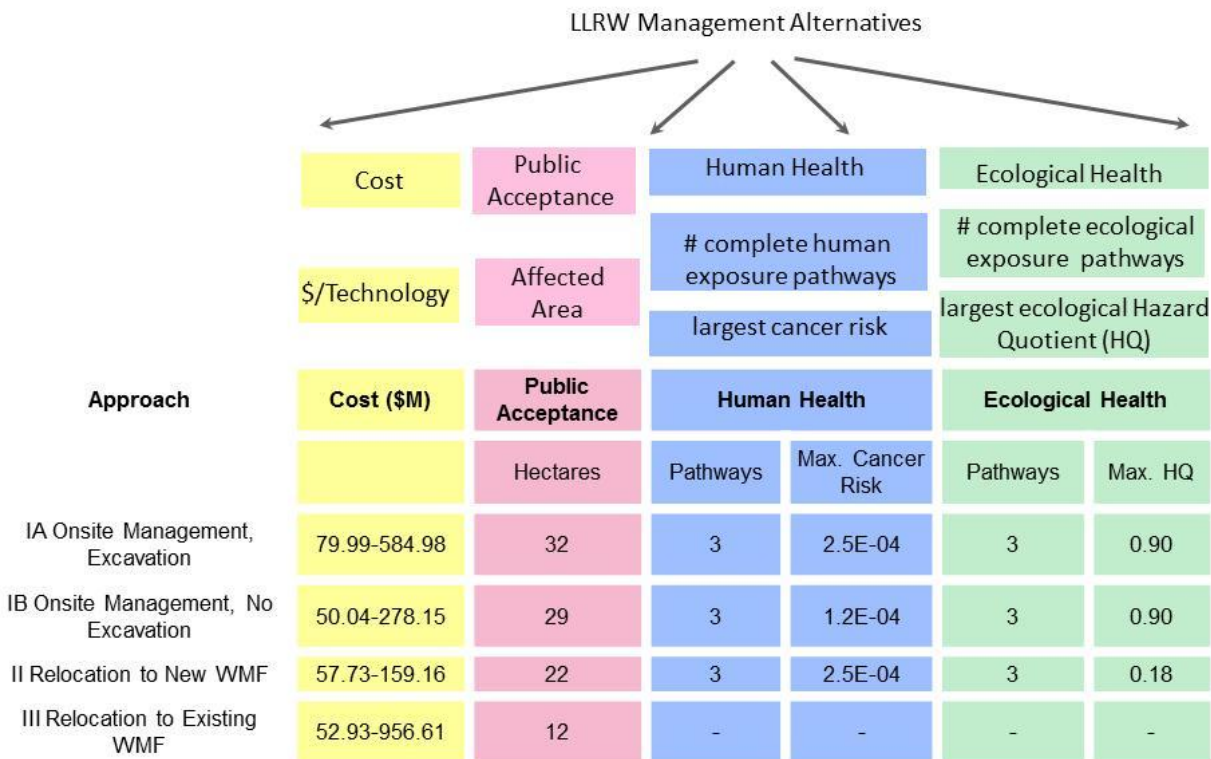 LLRW Management Alternatives
Cost
Public
Acceptance
Human Health
Ecological Health
$/Technology
Affected
Area
# complete human
exposure pathways
largest cancer risk
# complete ecological
exposure pathways
largest ecological Hazard
Quotient (HQ)
Approach
Cost ($M)
Public
Acceptance
Human Health
Ecological Health
Hectares
Pathways
Max. Cancer
Risk
Pathways
Max. HQ
IA Onsite Management,
Excavation
79.99-584.98
32
3
2.5E-04
3
0.90
IB Onsite Management, No
Excavation
50.04-278.15
29
3
1.2E-04
3
0.90
II Relocation to New WMF
57.73-159.16
22
3
2.5E-04
3
0.18
III Relocation to Existing
WMF
52.93-956.61
12
-
-
-
-